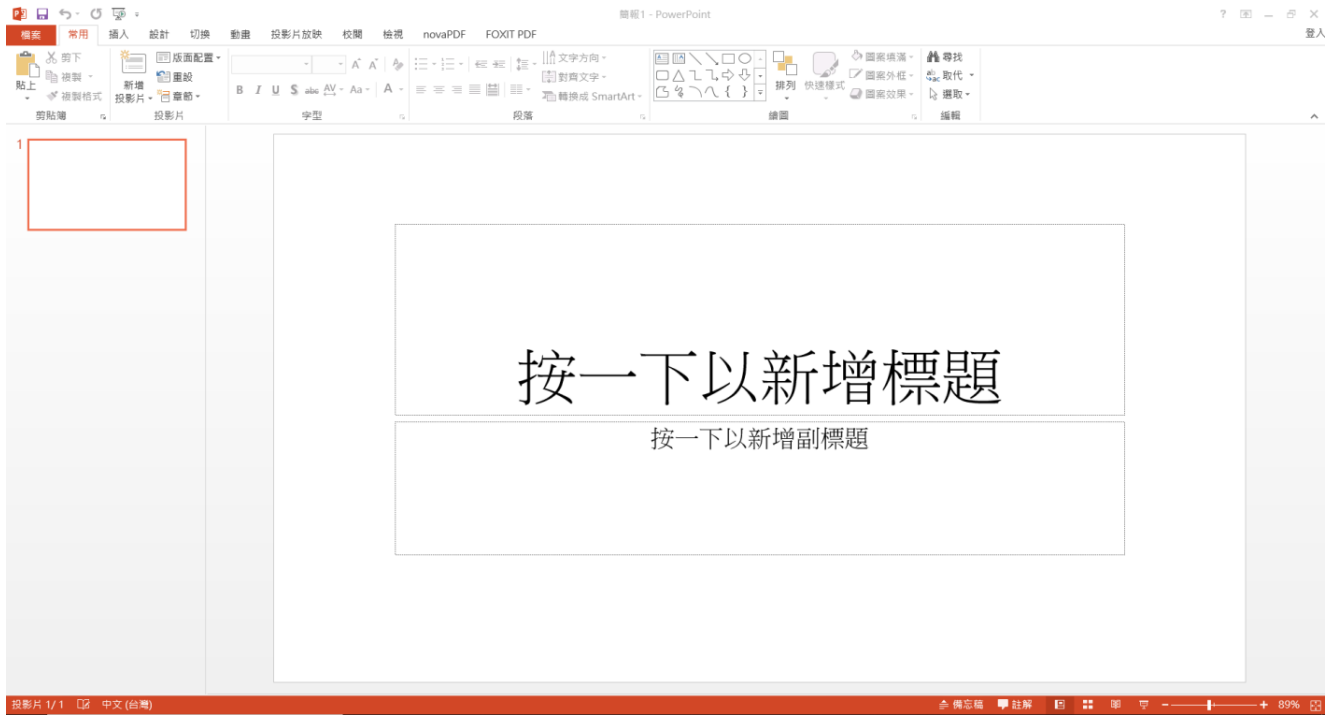 簡報1 - PowerPoint
?
登入
檔案 常用 插入 設計 切換 動畫 投影片放映 校閱 檢視 novaPDF FOXIT PDF
貼上
剪下
複製
複製格式
剪貼簿
新增
投影片
版面配置
重設
章節
投影片
B I U S abc AV Aa A
字型
文字方向
對齊文字
轉換成 SmartArt
段落
排列
快速樣式
圖案填滿
圖案外框
圖案效果
繪圖
尋找
取代
選取
編輯
1
按一下以新增標題
按一下以新增副標題
投影片 1/1 中文(台灣) 備忘稿 註解 89%